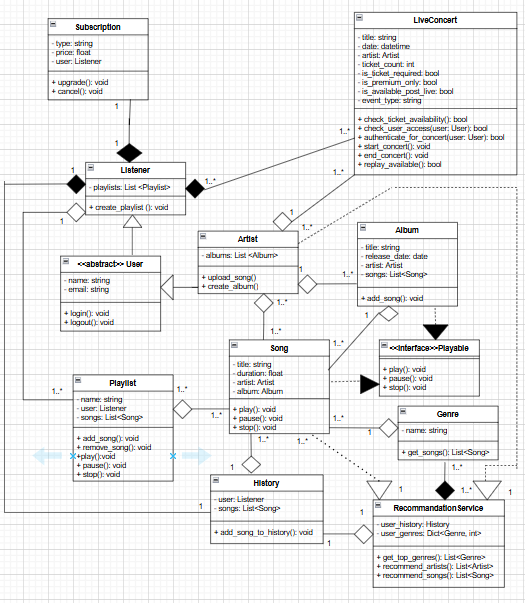 Subscription
- type: string
- price: float
- user: Listener
+ upgrade(): void
+ cancel(): void
1
1
LiveConcert
- title: string
- date: datetime
- artist: Artist
- ticket_count: int
- is_ticket_required: bool
- is_premium_only: bool
- is_available_post_live: bool
- event_type: string
+ check_ticket_availability(): bool
+ check_user_access(user: User): bool
+ authenticate_for_concert(user: User): bool
+ start_concert(): void
+ end_concert(): void
+ replay_available(): bool
1..*
1..*
1
Listener
- playlists: List <Playlist>
+ create_playlist (): void
1..*
1
1..*
<<abstract>> User
- name: string
- email: string
+ login(): void
+ logout(): void
Artist
- albums: List <Album>
+ upload_song()
+ create_album()
1
1..*
1..*
Album
- title: string
- release_date: date
- artist: Artist
- songs: List<Song>
+ add_song(): void
1
<<Interface>>Playable
+ play(): void
+ pause(): void
+ stop(): void
1..*
1..*
Song
- title: string
- duration: float
- artist: Artist
- album: Album
+ play(): void
+ pause(): void
+ stop(): void
1..*
1..*
1..*
1
Playlist
- name: string
- user: Listener
- songs: List<Song>
+ add_song(): void
+ remove_song(): void
+play():void
+ pause(): void
+ stop(): void
1..*
1..*
1..*
Genre
- name: string
+ get_songs(): List<Song>
1..*
1..*
1
1
1
History
- user: Listener
- songs: List<Song>
+ add_song_to_history(): void
1
1
1
RecommandationService
- user_history: History
- user_genres: Dict<Genre, int>
+ get_top_genres(): List<Genre>
+ recommend_artists(): List<Artist>
+ recommend_songs(): List<Song>